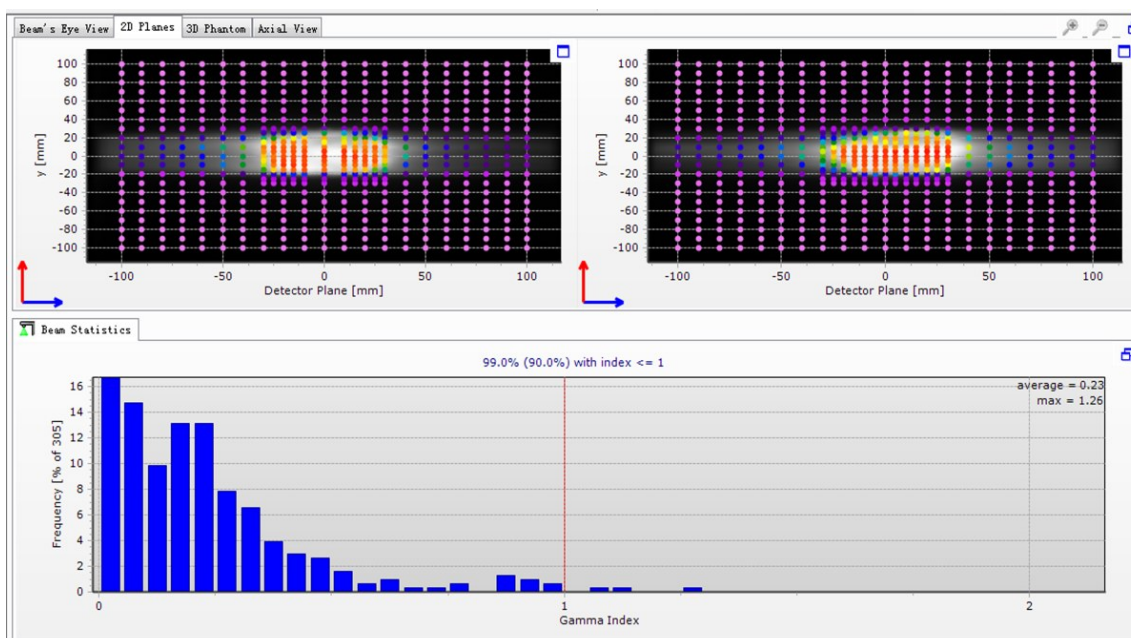 Beam's Eye View 2D Planes 3D Phantom Axial View
100
80
60
40
20
0
-20
-40
-60
-80
-100
y [mm]
-100 -50 0 50 100
Detector Plane [mm]
100
80
60
40
20
0
-20
-40
-60
-80
-100
y [mm]
-100 -50 0 50 100
Detector Plane [mm]
Beam Statistics
99.0% (90.0%) with index <= 1
average = 0.23
max = 1.26
16
14
12
10
8
6
4
2
0
Frequency [% of 305]
0 1 2
Gamma Index